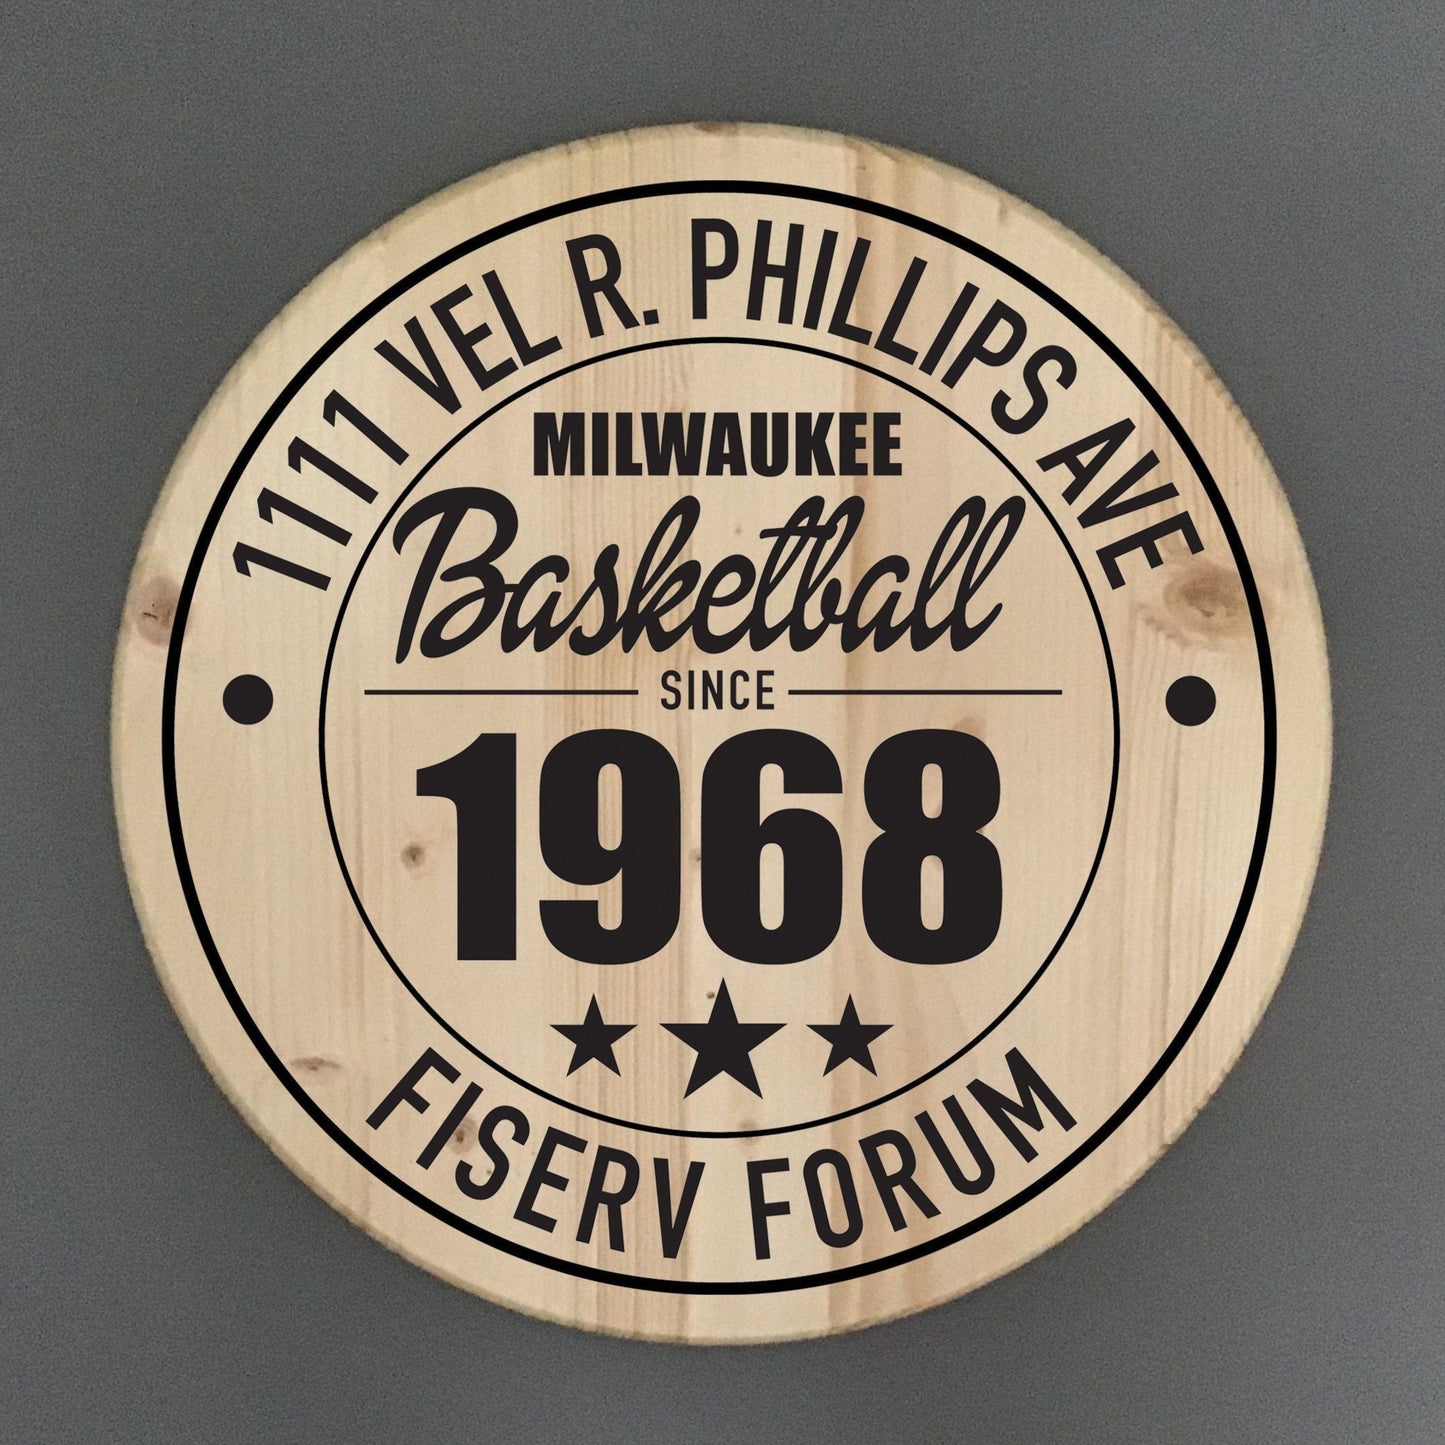 1111 VEL R. PHILLIPS AVE
MILWAUKEE
Basketball
SINCE
1968
FISERV FORUM